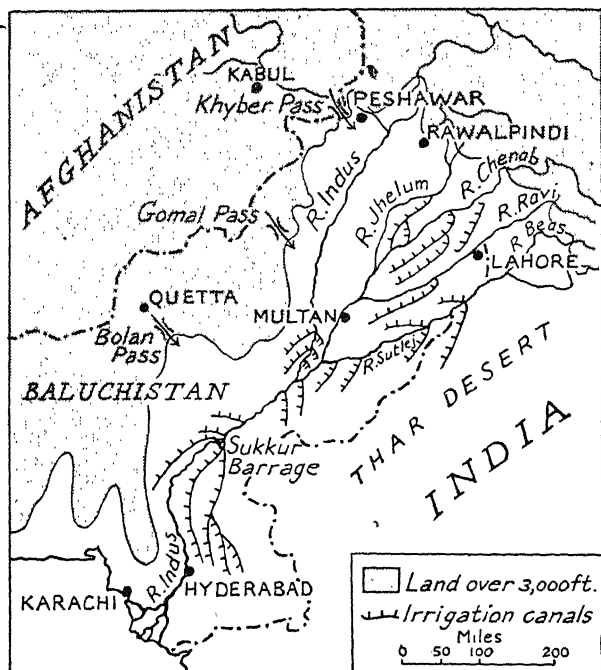 AFGHANISTAN
KABUL
Khyber Pass
PESHAWAR
RAWALPINDI
R. Indus
R. Jhelum
R. Chenab
R. Ravi
R. Beas
Gomal Pass
LAHORE
QUETTA
MULTAN
Bolan
Pass
R. Sutlej
BALUCHISTAN
THAR DESERT
INDIA
Sukkur
Barrage
R. Indus
HYDERABAD
KARACHI
Land over 3,000ft.
Irrigation canals
Miles
0 50 100 200